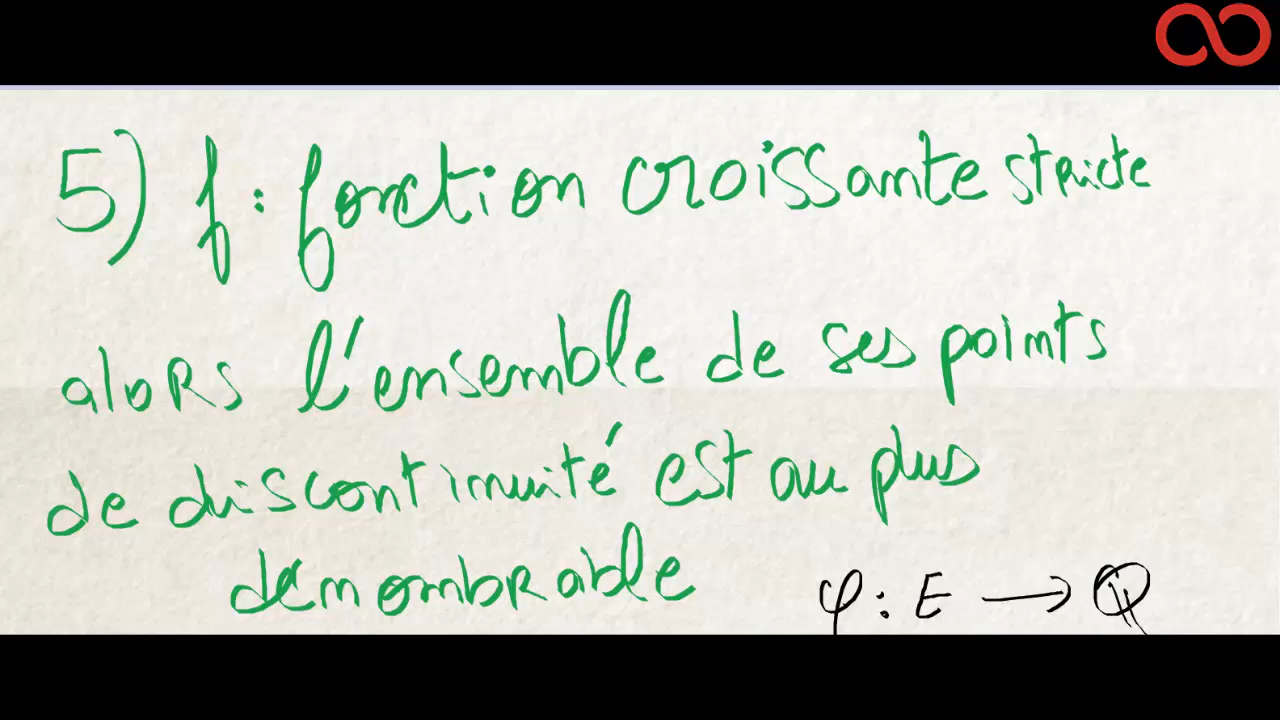 5) f : fonction croissante stricte
alors l'ensemble de ses points
de discontinuité est au plus
dénombrable
φ : E → ℚ